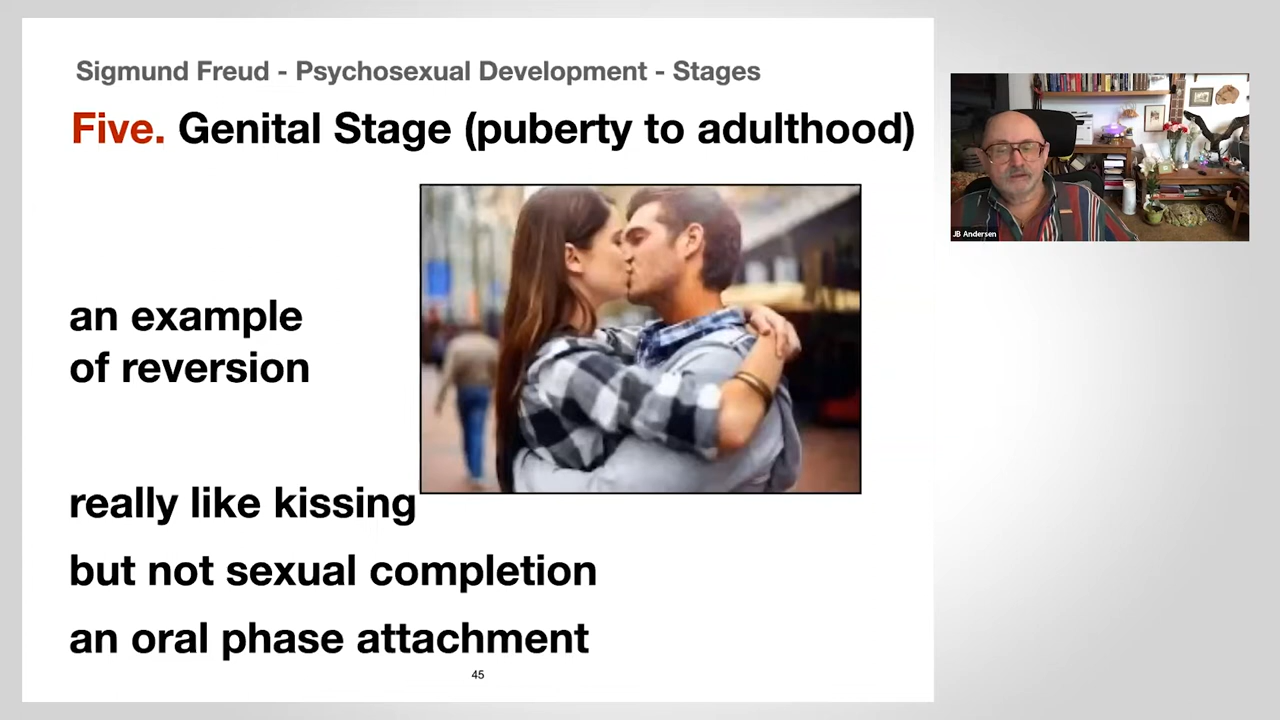 Sigmund Freud - Psychosexual Development - Stages
Five. Genital Stage (puberty to adulthood)
an example
of reversion
really like kissing
but not sexual completion
an oral phase attachment
45
JB Andersen